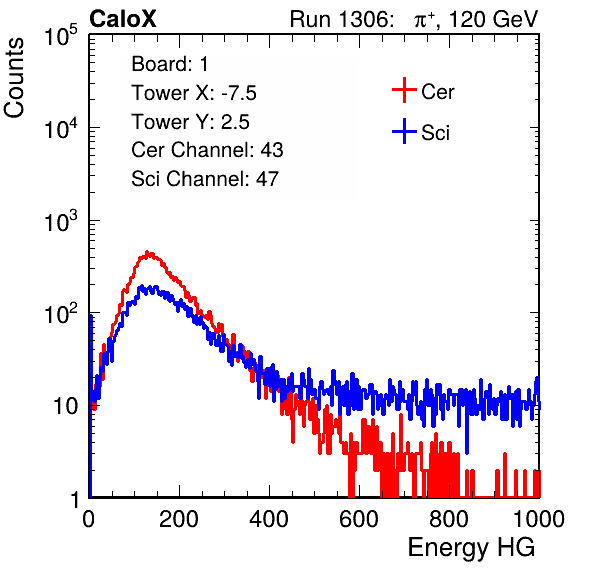 CaloX Run 1306: π⁺, 120 GeV
Counts
10⁵
10⁴
10³
10²
10
1
Board: 1
Tower X: -7.5
Tower Y: 2.5
Cer Channel: 43
Sci Channel: 47
Cer
Sci
0 200 400 600 800 1000
Energy HG